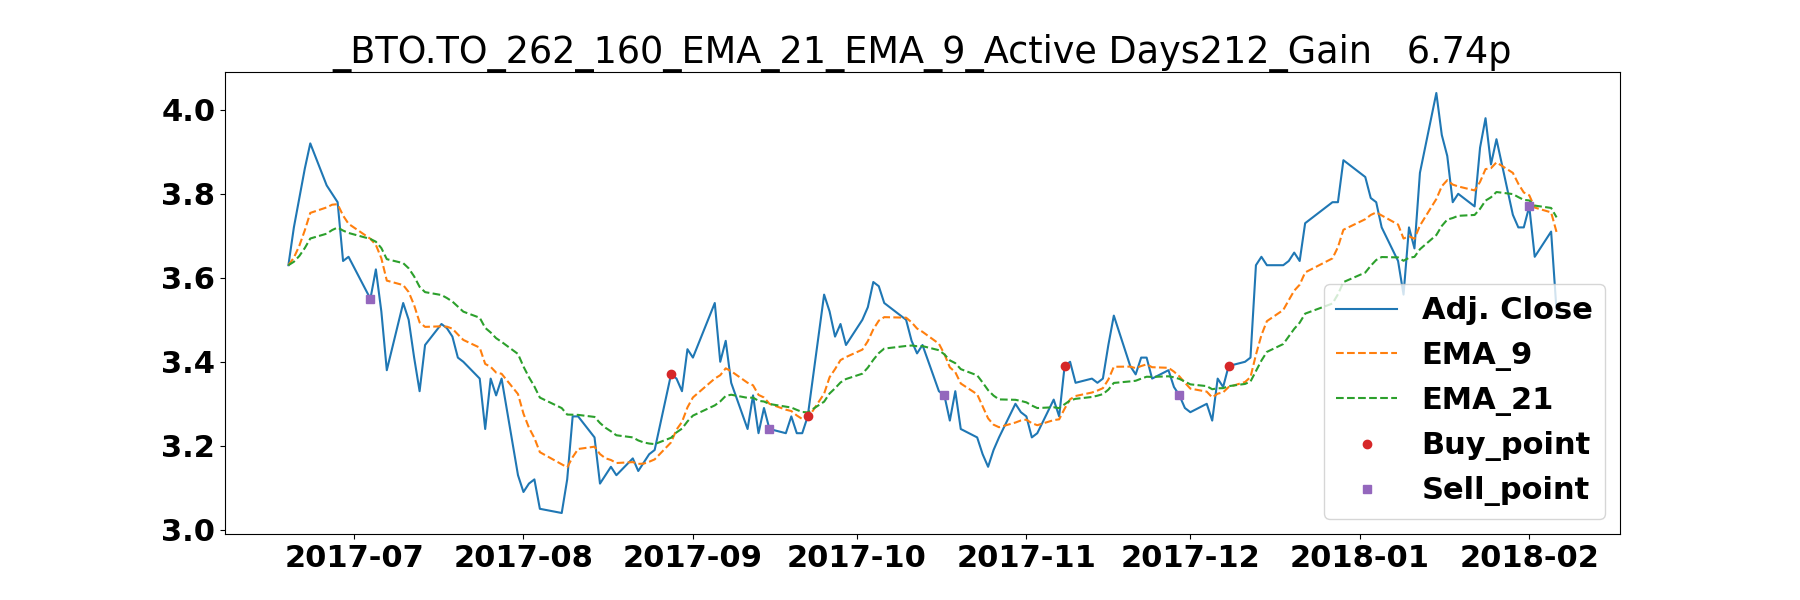 _BTO.TO_262_160_EMA_21_EMA_9_Active Days212_Gain   6.74p
4.0
3.8
3.6
3.4
3.2
3.0
Adj. Close
EMA_9
EMA_21
Buy_point
Sell_point
2017-07 2017-08 2017-09 2017-10 2017-11 2017-12 2018-01 2018-02